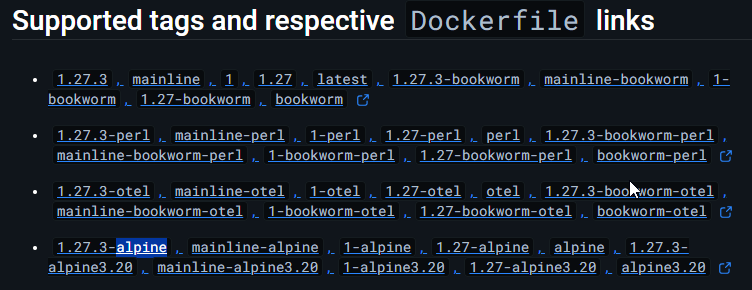 Supported tags and respective Dockerfile links
1.27.3 , mainline , 1 , 1.27 , latest , 1.27.3-bookworm , mainline-bookworm , 1-
bookworm , 1.27-bookworm , bookworm
1.27.3-perl , mainline-perl , 1-perl , 1.27-perl , perl , 1.27.3-bookworm-perl ,
mainline-bookworm-perl , 1-bookworm-perl , 1.27-bookworm-perl , bookworm-perl
1.27.3-otel , mainline-otel , 1-otel , 1.27-otel , otel , 1.27.3-bookworm-otel ,
mainline-bookworm-otel , 1-bookworm-otel , 1.27-bookworm-otel , bookworm-otel
1.27.3-alpine , mainline-alpine , 1-alpine , 1.27-alpine , alpine , 1.27.3-
alpine3.20 , mainline-alpine3.20 , 1-alpine3.20 , 1.27-alpine3.20 , alpine3.20